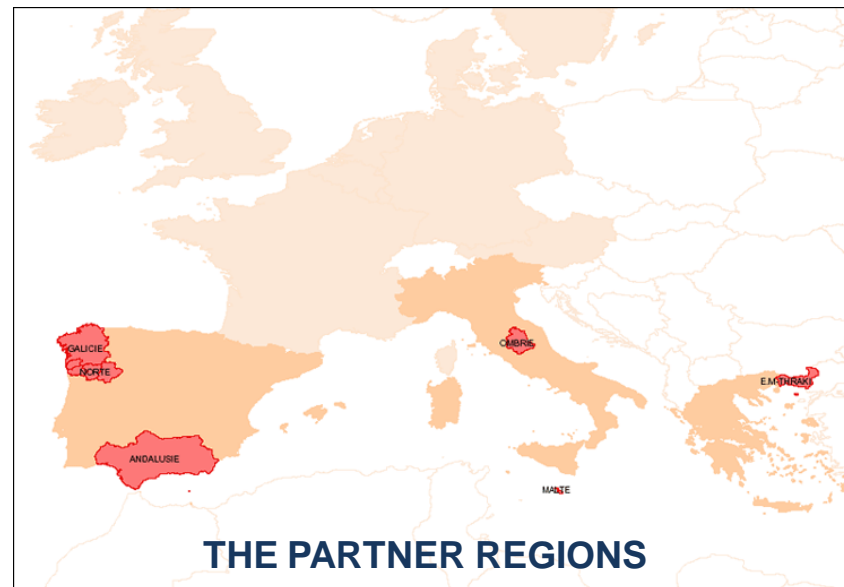 GALICIE
NORTE
OMBRIE
E.M-THRAKI
ANDALUSIE
MALTE
THE PARTNER REGIONS